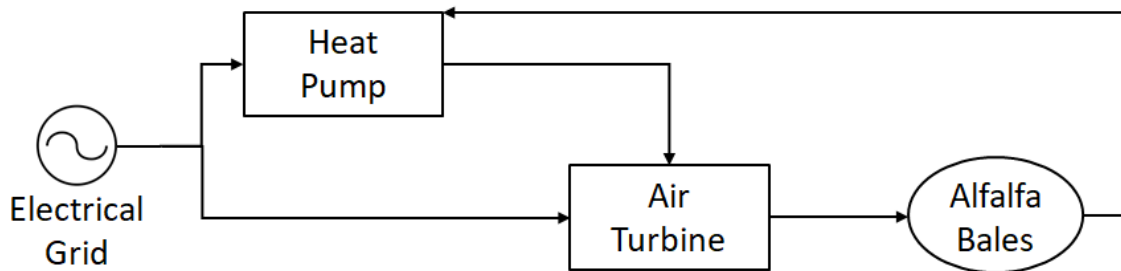 Heat
Pump
Electrical
Grid
Air
Turbine
Alfalfa
Bales